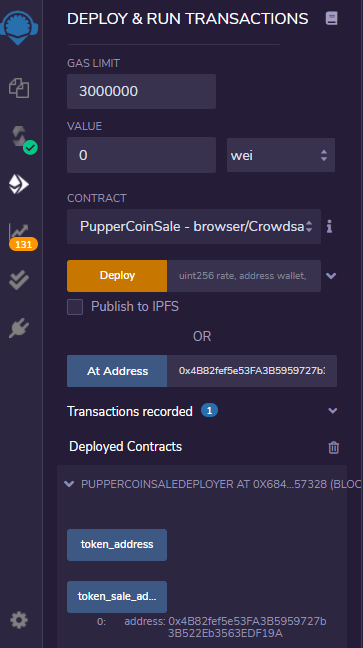 DEPLOY & RUN TRANSACTIONS
GAS LIMIT
3000000
VALUE
0
wei
CONTRACT
PupperCoinSale - browser/Crowdsa
Deploy
uint256 rate, address wallet,
Publish to IPFS
OR
At Address
0x4B82fef5e53FA3B5959727b3
131
Transactions recorded
1
Deployed Contracts
PUPPERCOINSALEDEPLOYER AT 0X684...57328 (BLOC
token_address
token_sale_ad...
0:
address: 0x4B82fef5e53FA3B5959727b
3B522Eb3563EDF19A